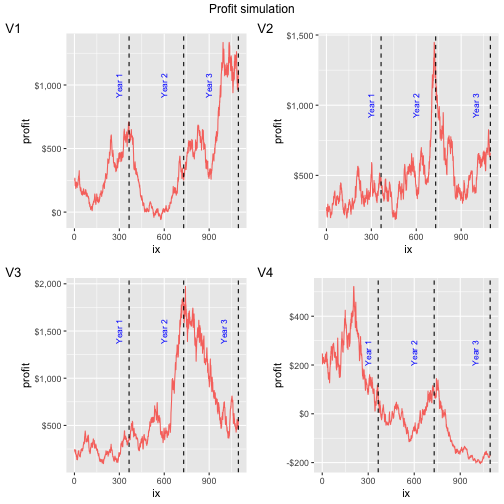 Profit simulation
V1
V2
$1,000
$500
$0
profit
Year 1
Year 2
Year 3
0
300
600
900
ix
$1,500
$1,000
$500
profit
Year 1
Year 2
Year 3
0
300
600
900
ix
V3
V4
$2,000
$1,500
$1,000
$500
profit
Year 1
Year 2
Year 3
0
300
600
900
ix
$400
$200
$0
-$200
profit
Year 1
Year 2
Year 3
0
300
600
900
ix